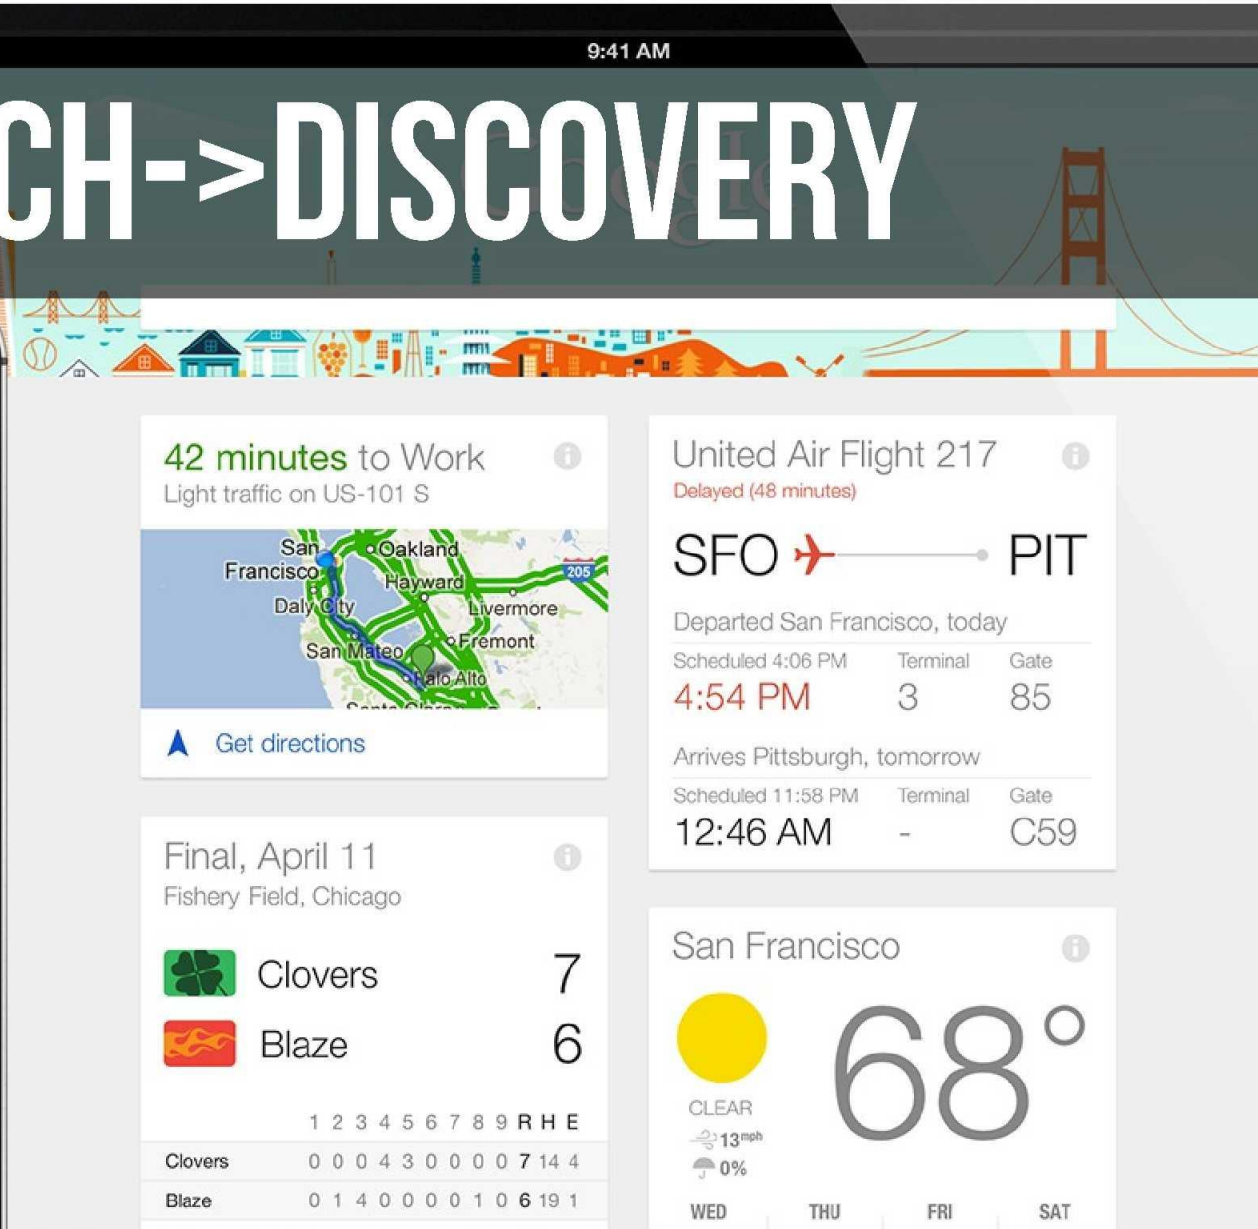 9:41 AM
CH->DISCOVERY
Google
42 minutes to Work
Light traffic on US-101 S
San Francisco
Oakland
Hayward
205
Daly City
Livermore
San Mateo
Fremont
Palo Alto
Get directions
United Air Flight 217
Delayed (48 minutes)
SFO PIT
Departed San Francisco, today
Scheduled 4:06 PM Terminal Gate
4:54 PM 3 85
Arrives Pittsburgh, tomorrow
Scheduled 11:58 PM Terminal Gate
12:46 AM - C59
Final, April 11
Fishery Field, Chicago
Clovers 7
Blaze 6
1 2 3 4 5 6 7 8 9 R H E
Clovers 0 0 0 4 3 0 0 0 0 7 14 4
Blaze 0 1 4 0 0 0 0 1 0 6 19 1
San Francisco
68°
CLEAR
13 mph
0%
WED THU FRI SAT